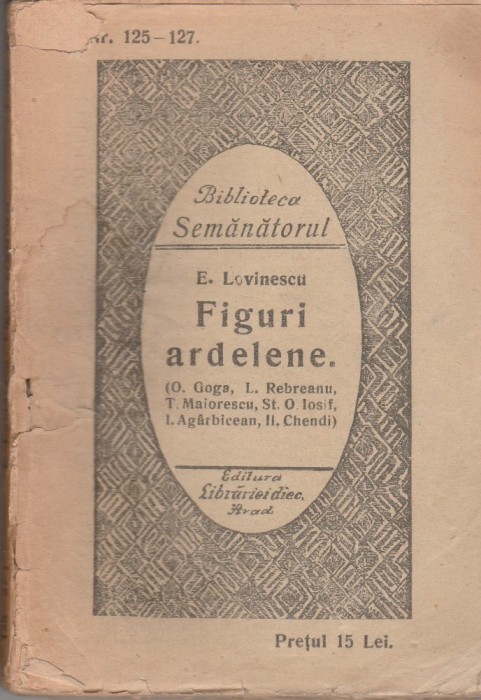 Nr. 125–127.
Biblioteca
Semănătorul
E. Lovinescu
Figuri
ardelene.
(O. Goga, L. Rebreanu,
T. Maiorescu, St. O. Iosif,
I. Agârbicean, Il. Chendi)
Editura
Librăriei diec.
Arad.
Prețul 15 Lei.